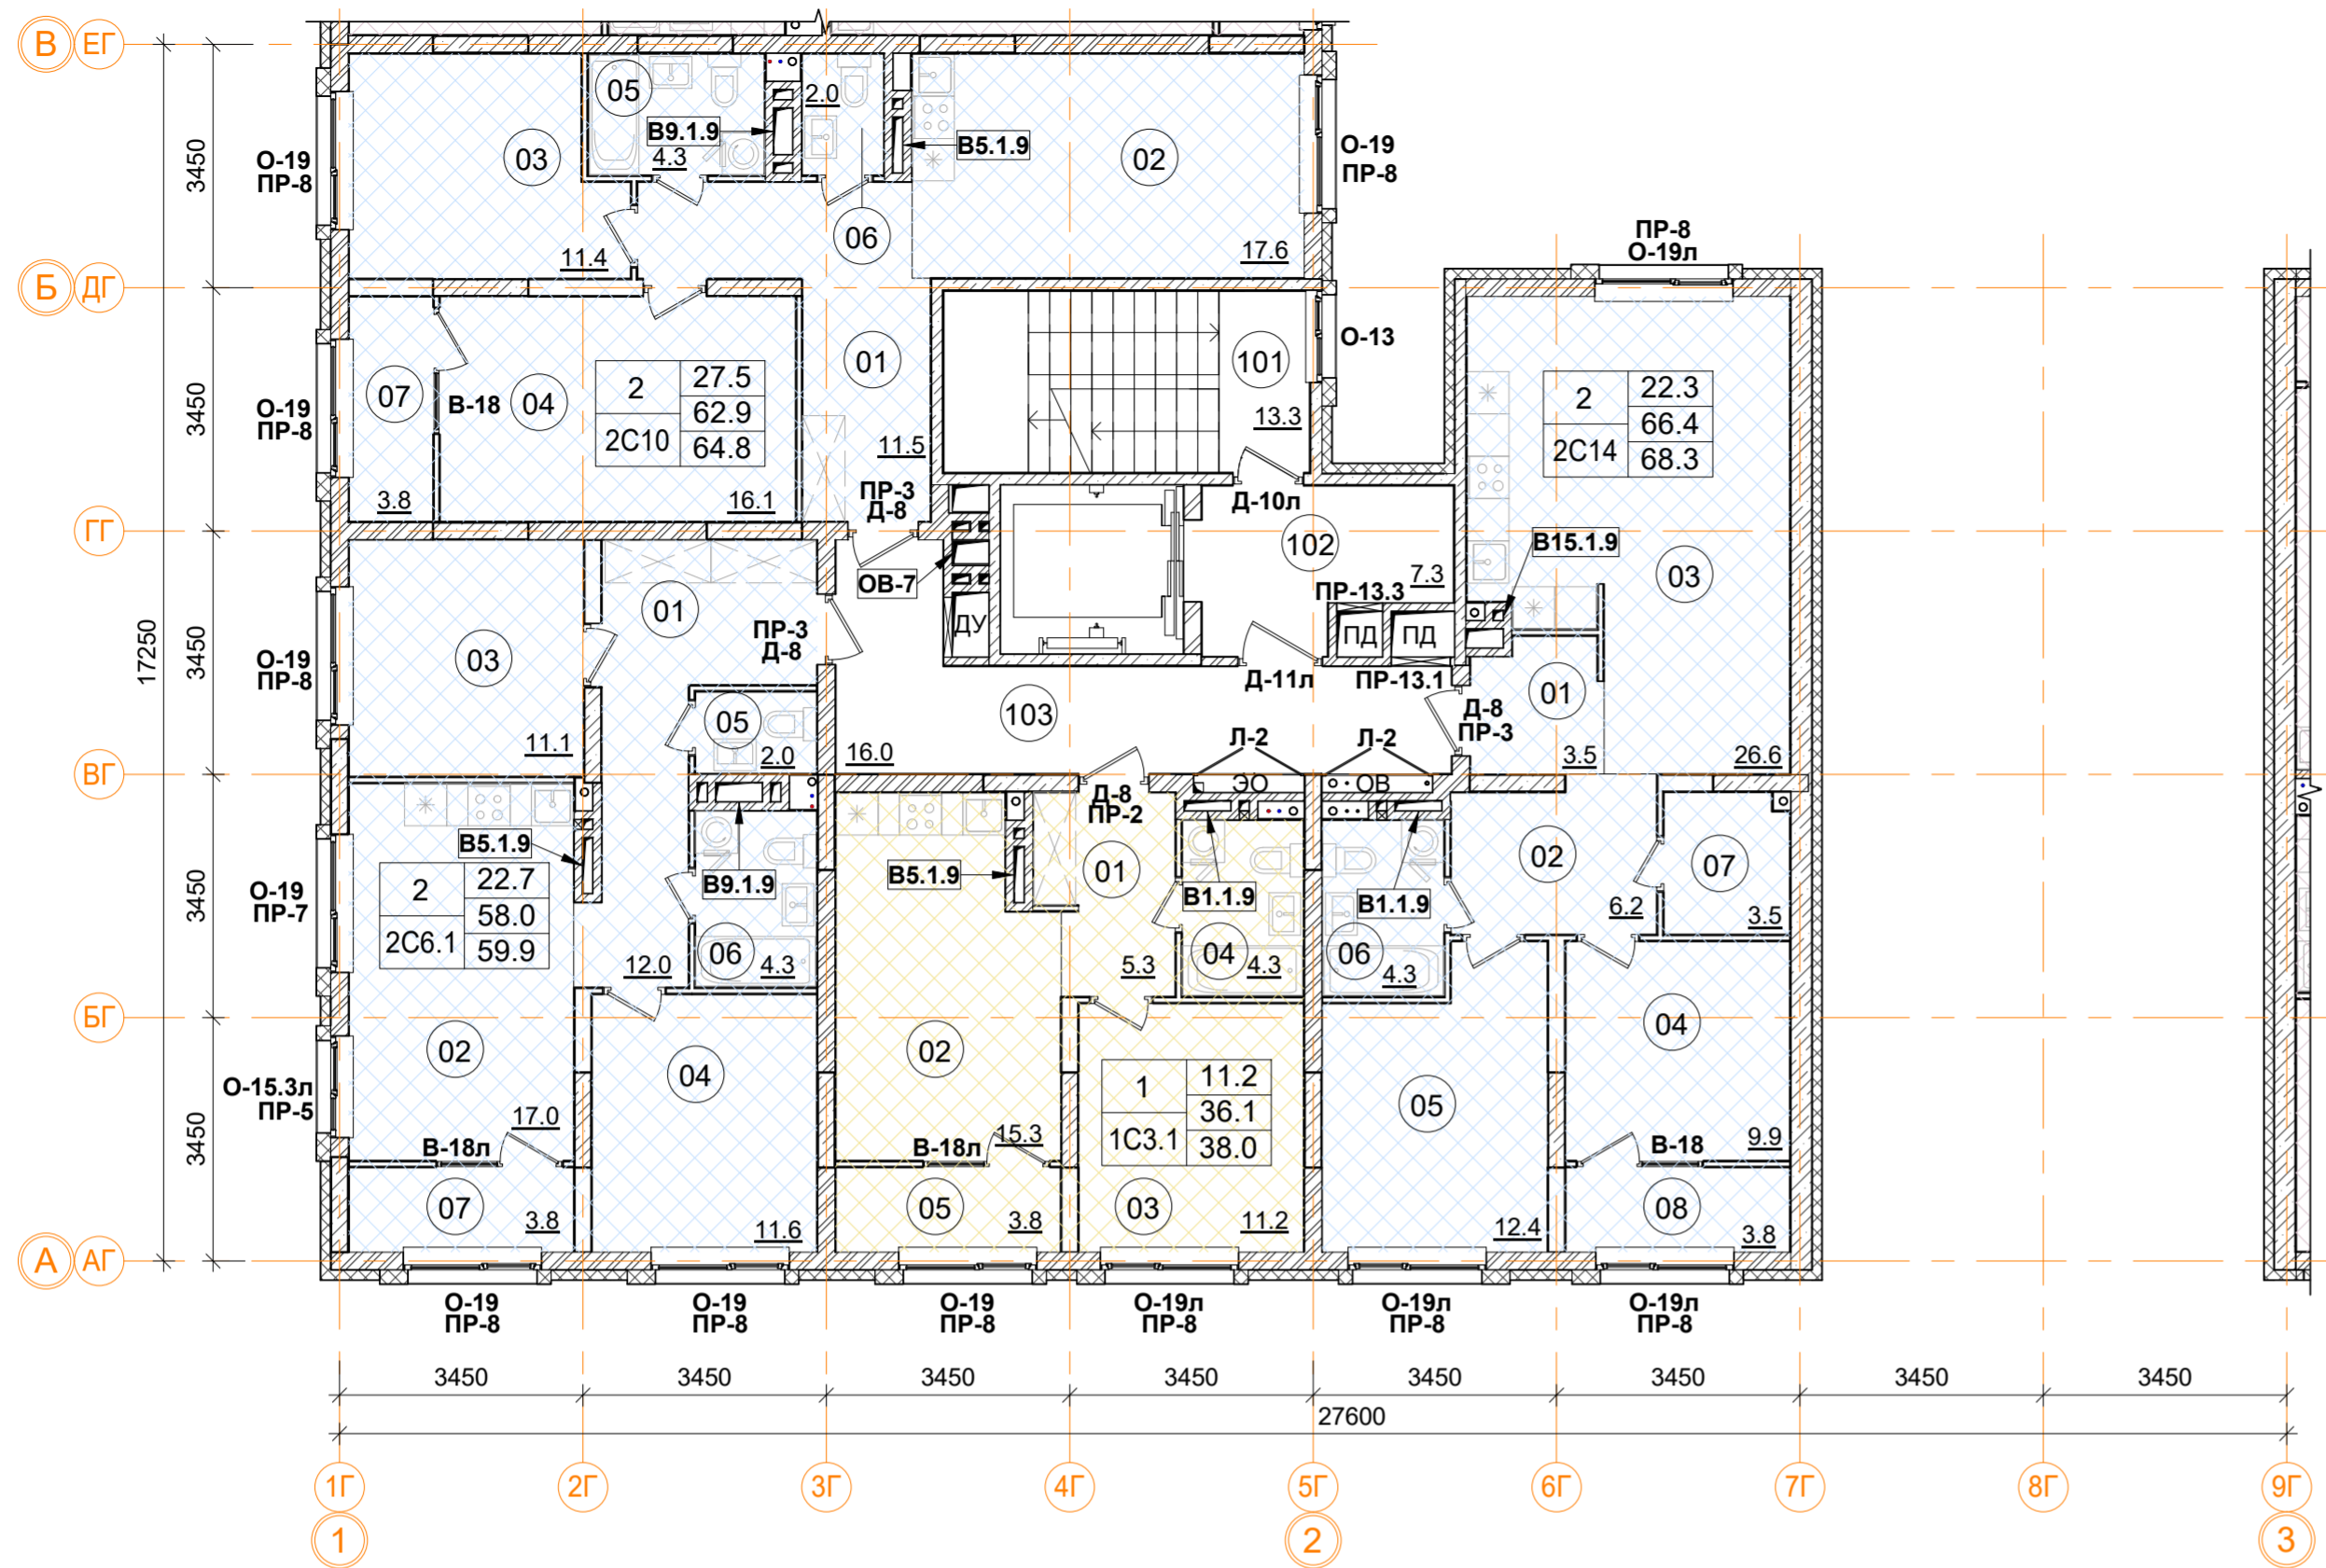 В ЕГ
05
2.0
В9.1.9
4.3
В5.1.9
03
02
О-19
ПР-8
О-19
ПР-8
3450
06
11.4
17.6
ПР-8
О-19л
Б ДГ
01
101
О-13
07
В-18
04
2
27.5
62.9
2С10
64.8
13.3
2
22.3
66.4
2С14
68.3
О-19
ПР-8
3450
11.5
3.8
16.1
ПР-3
Д-8
Д-10л
ГГ
102
В15.1.9
ОВ-7
7.3
ПР-13.3
03
01
ДУ
ПД
ПД
17250
3450
О-19
ПР-8
03
ПР-3
Д-8
Д-11л
ПР-13.1
01
05
103
Д-8
ПР-3
11.1
2.0
16.0
Л-2
Л-2
3.5
26.6
ВГ
ЭО
ОВ
Д-8
ПР-2
В5.1.9
В9.1.9
В5.1.9
01
В1.1.9
В1.1.9
02
07
О-19
ПР-7
3450
2
22.7
58.0
2С6.1
59.9
6.2
3.5
06
12.0
4.3
5.3
04
4.3
06
4.3
БГ
02
04
02
1
11.2
36.1
1С3.1
38.0
05
04
О-15.3л
ПР-5
3450
17.0
В-18л
В-18л
15.3
В-18
9.9
07
3.8
11.6
05
3.8
03
11.2
12.4
08
3.8
А АГ
О-19
ПР-8
О-19
ПР-8
О-19
ПР-8
О-19л
ПР-8
О-19л
ПР-8
О-19л
ПР-8
3450 3450 3450 3450 3450 3450 3450 3450
27600
1Г 2Г 3Г 4Г 5Г 6Г 7Г 8Г 9Г
1 2 3